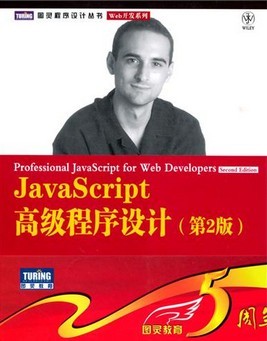 TURING
图灵程序设计丛书
Web开发系列
WILEY
Professional JavaScript for Web Developers Second Edition
JavaScript
高级程序设计(第2版)
TURING
图灵教育
图灵教育
5周年